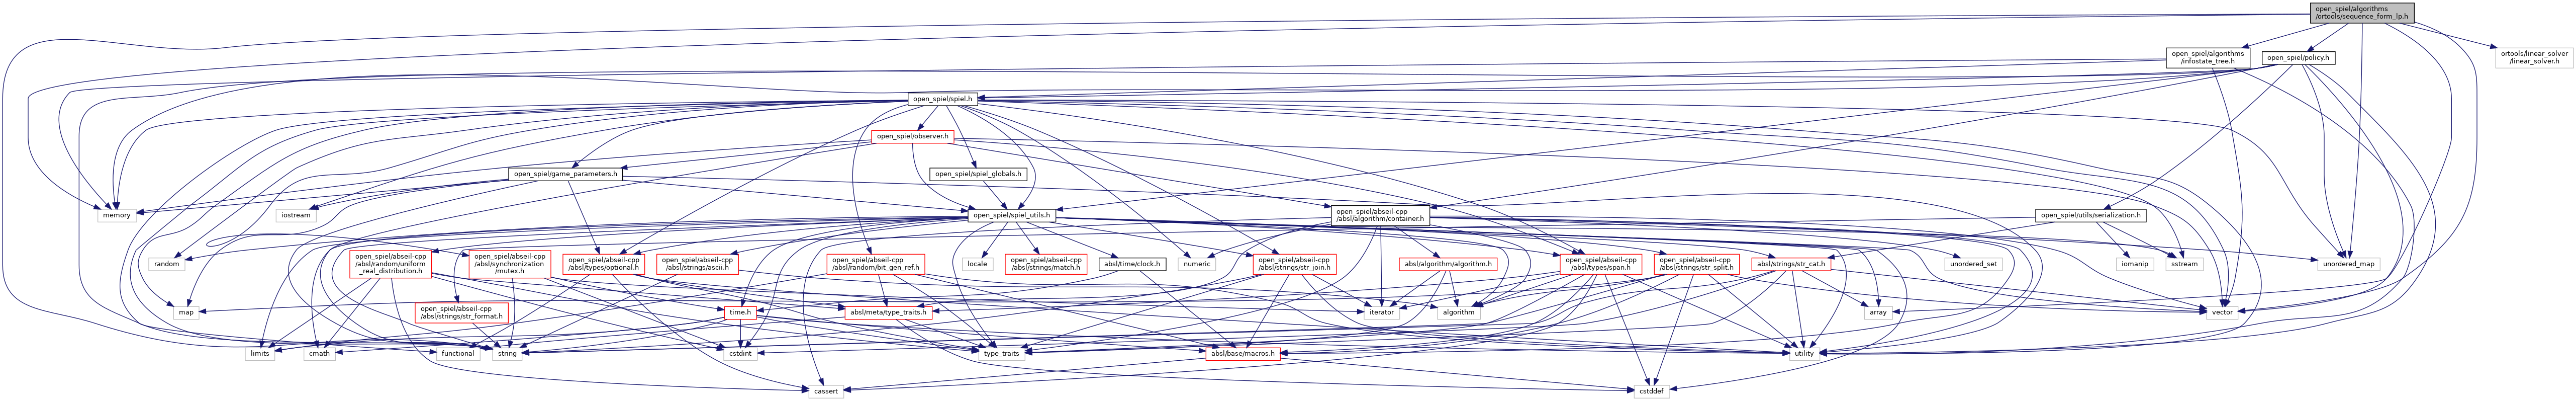 open_spiel/algorithms
/ortools/sequence_form_lp.h
open_spiel/algorithms
/infostate_tree.h
open_spiel/policy.h
ortools/linear_solver
/linear_solver.h
open_spiel/spiel.h
open_spiel/observer.h
open_spiel/game_parameters.h
open_spiel/spiel_globals.h
memory
iostream
open_spiel/spiel_utils.h
open_spiel/abseil-cpp
/absl/algorithm/container.h
open_spiel/utils/serialization.h
random
open_spiel/abseil-cpp
/absl/random/uniform
_real_distribution.h
open_spiel/abseil-cpp
/absl/synchronization
/mutex.h
open_spiel/abseil-cpp
/absl/types/optional.h
open_spiel/abseil-cpp
/absl/strings/ascii.h
open_spiel/abseil-cpp
/absl/random/bit_gen_ref.h
locale
open_spiel/abseil-cpp
/absl/strings/match.h
absl/time/clock.h
numeric
open_spiel/abseil-cpp
/absl/strings/str_join.h
absl/algorithm/algorithm.h
open_spiel/abseil-cpp
/absl/types/span.h
open_spiel/abseil-cpp
/absl/strings/str_split.h
absl/strings/str_cat.h
unordered_set
iomanip
sstream
unordered_map
map
open_spiel/abseil-cpp
/absl/strings/str_format.h
time.h
absl/meta/type_traits.h
iterator
algorithm
array
vector
limits
cmath
functional
string
cstdint
type_traits
absl/base/macros.h
utility
cassert
cstddef